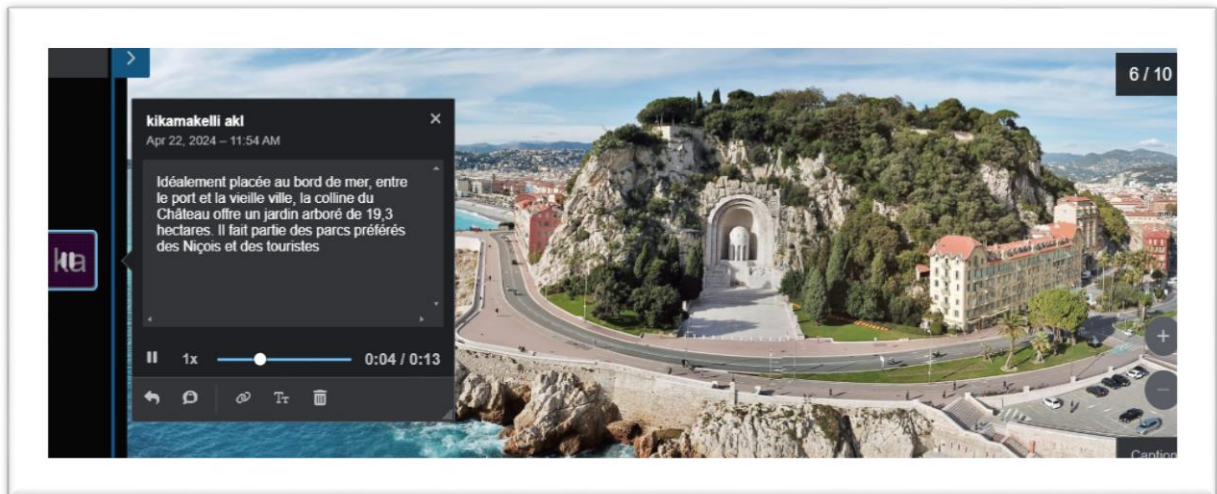 6 / 10
kikamakelli akl
Apr 22, 2024 – 11:54 AM
Idéalement placée au bord de mer, entre
le port et la vieille ville, la colline du
Château offre un jardin arboré de 19,3
hectares. Il fait partie des parcs préférés
des Niçois et des touristes
1x
0:04 / 0:13
TT
Caption